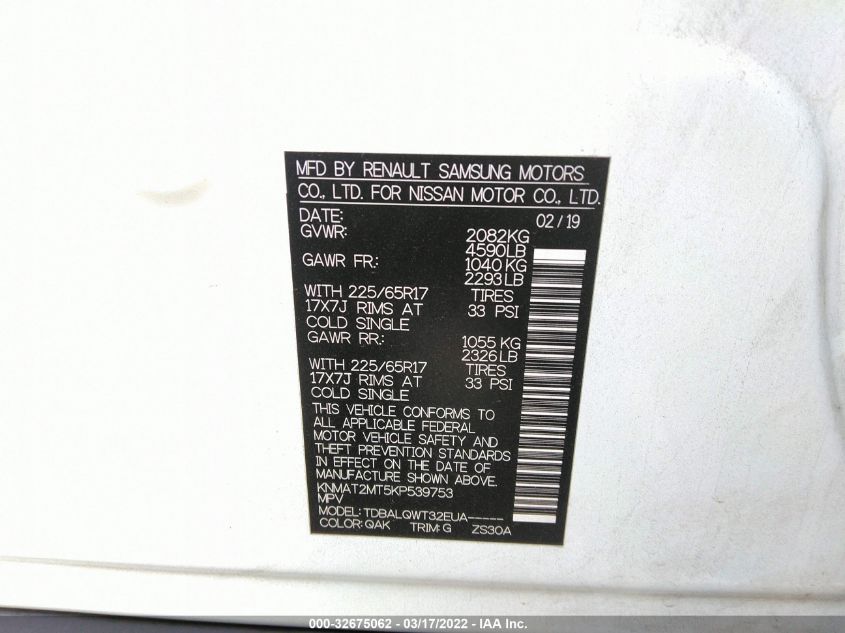 MFD BY RENAULT SAMSUNG MOTORS
CO., LTD. FOR NISSAN MOTOR CO., LTD.
DATE: 02/19
GVWR: 2082KG
4590LB
GAWR FR.: 1040 KG
2293 LB
WITH 225/65R17 TIRES
17X7J RIMS AT 33 PSI
COLD SINGLE
GAWR RR.: 1055 KG
2326 LB
WITH 225/65R17 TIRES
17X7J RIMS AT 33 PSI
COLD SINGLE
THIS VEHICLE CONFORMS TO
ALL APPLICABLE FEDERAL
MOTOR VEHICLE SAFETY AND
THEFT PREVENTION STANDARDS
IN EFFECT ON THE DATE OF
MANUFACTURE SHOWN ABOVE.
KNMAT2MT5KP539753
MPV
MODEL: TDBALQWT32EUA-----
COLOR: QAK TRIM: G ZS30A
000-32675062 - 03/17/2022 - IAA Inc.